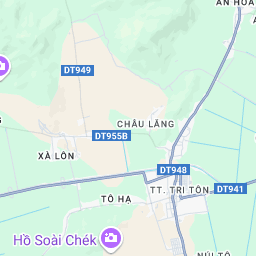 AN HOA
DT949
CHÂU LĂNG
DT955B
XÀ LÔN
DT948
TT. TRI TÔN
DT941
TÔ HẠ
Hồ Soài Chék
NÚI TÔ